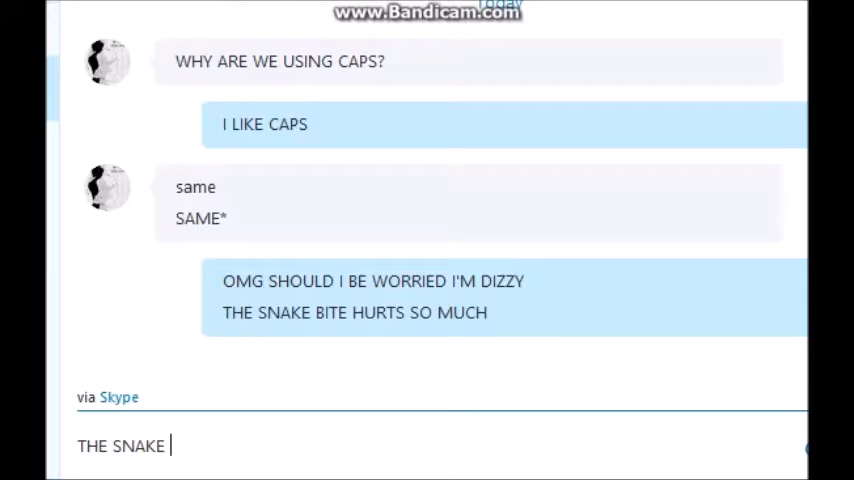 www.Bandicam.com
Today
WHY ARE WE USING CAPS?
I LIKE CAPS
same
SAME*
OMG SHOULD I BE WORRIED I'M DIZZY
THE SNAKE BITE HURTS SO MUCH
via Skype
THE SNAKE